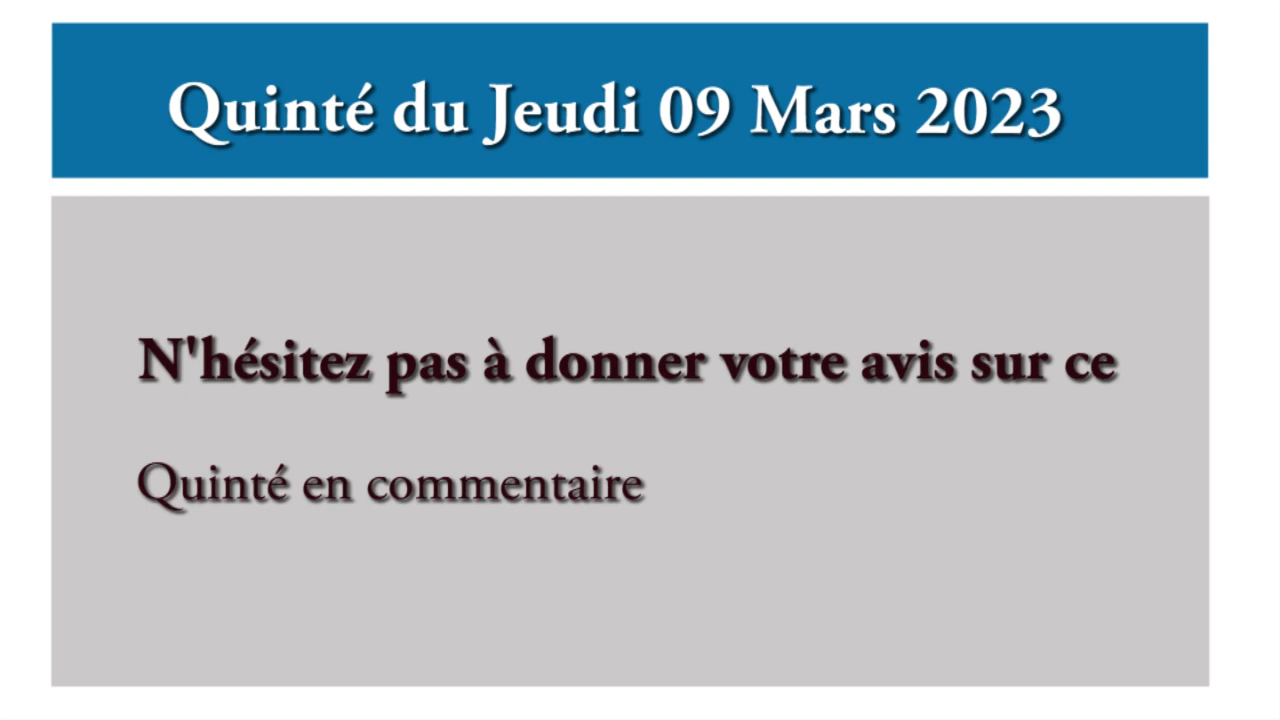 Quinté du Jeudi 09 Mars 2023
N'hésitez pas à donner votre avis sur ce
Quinté en commentaire